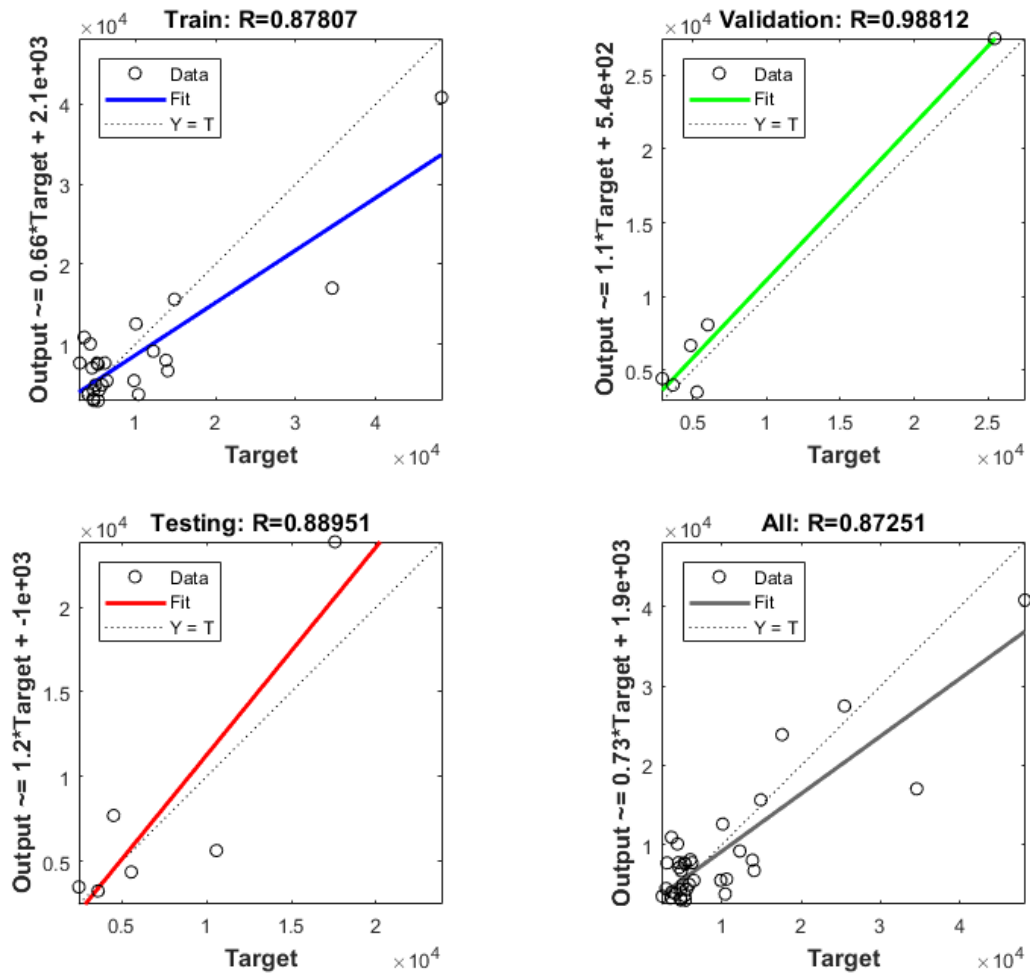 Train: R=0.87807
×10^4
Output ~= 0.66*Target + 2.1e+03
Data
Fit
Y = T
4
3
2
1
1 2 3 4
Target
×10^4
Validation: R=0.98812
×10^4
Output ~= 1.1*Target + 5.4e+02
Data
Fit
Y = T
2.5
2
1.5
1
0.5
0.5 1 1.5 2 2.5
Target
×10^4
Testing: R=0.88951
×10^4
Output ~= 1.2*Target + -1e+03
Data
Fit
Y = T
2
1.5
1
0.5
0.5 1 1.5 2
Target
×10^4
All: R=0.87251
×10^4
Output ~= 0.73*Target + 1.9e+03
Data
Fit
Y = T
4
3
2
1
1 2 3 4
Target
×10^4